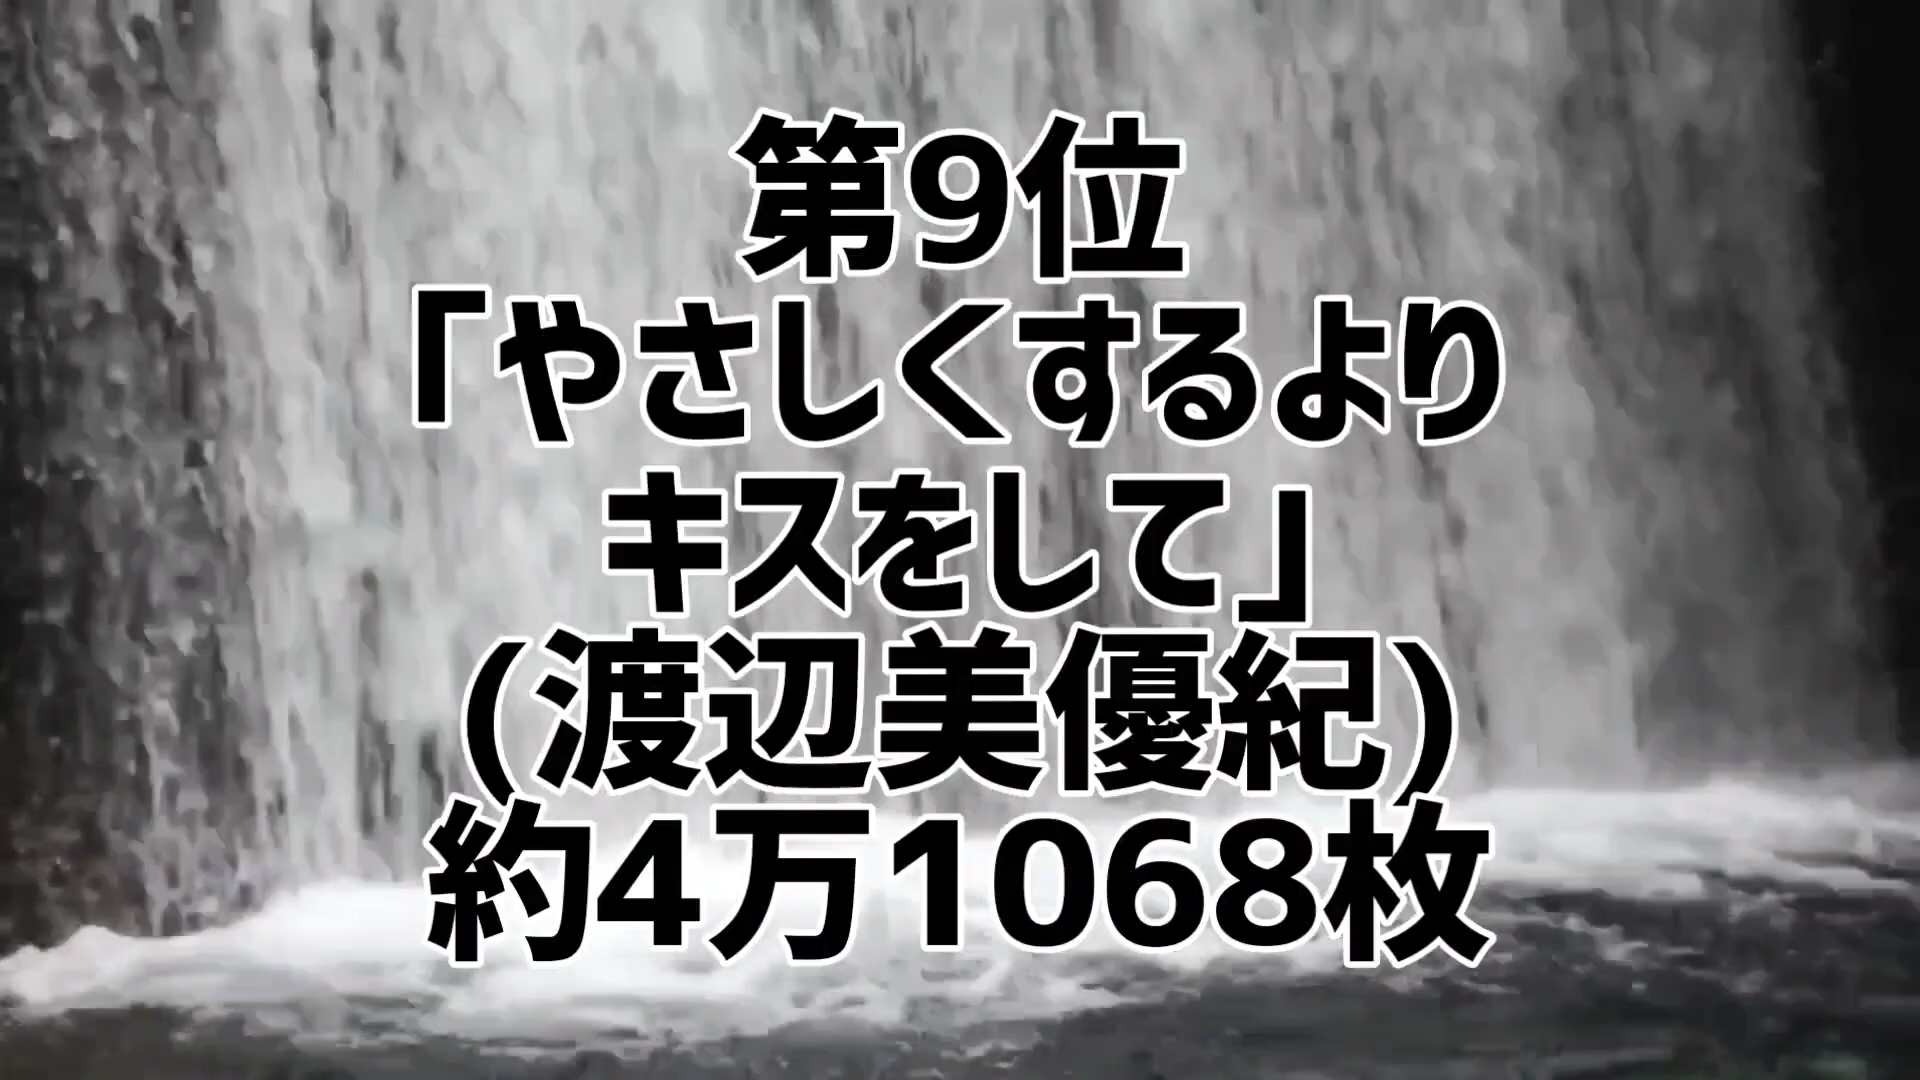 第9位
「やさしくするより
キスをして」
(渡辺美優紀)
約4万1068枚